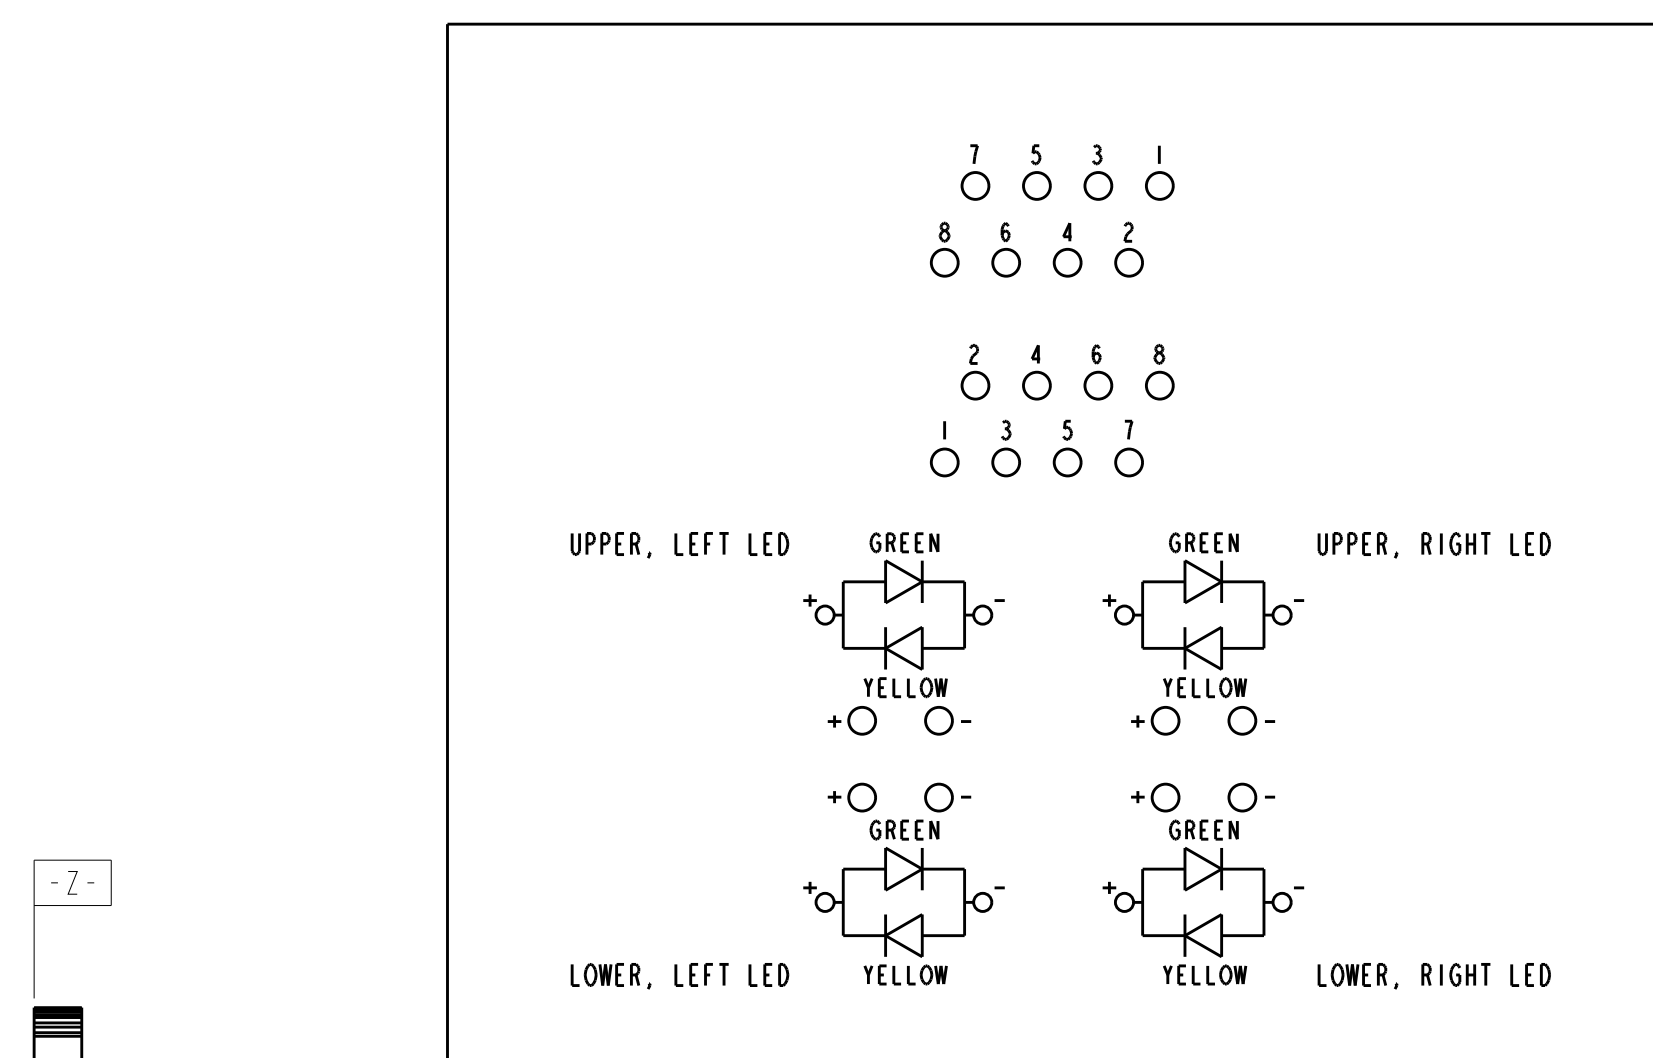 7 5 3 1
8 6 4 2
2 4 6 8
1 3 5 7
UPPER, LEFT LED GREEN GREEN UPPER, RIGHT LED
+ - + -
YELLOW YELLOW
+ - + -
+ - + -
GREEN GREEN
-Z-
+ - + -
LOWER, LEFT LED YELLOW YELLOW LOWER, RIGHT LED